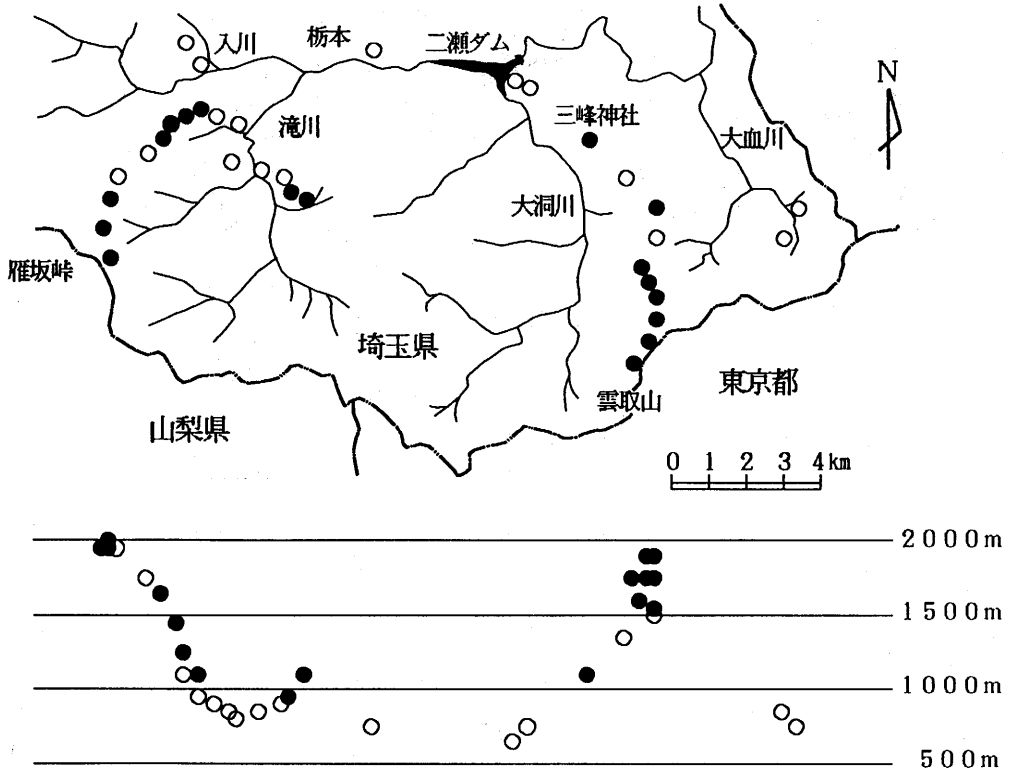 入川
栃本
二瀬ダム
N
滝川
三峰神社
大血川
大洞川
雁坂峠
埼玉県
東京都
雲取山
山梨県
0 1 2 3 4km
2000m
1500m
1000m
500m